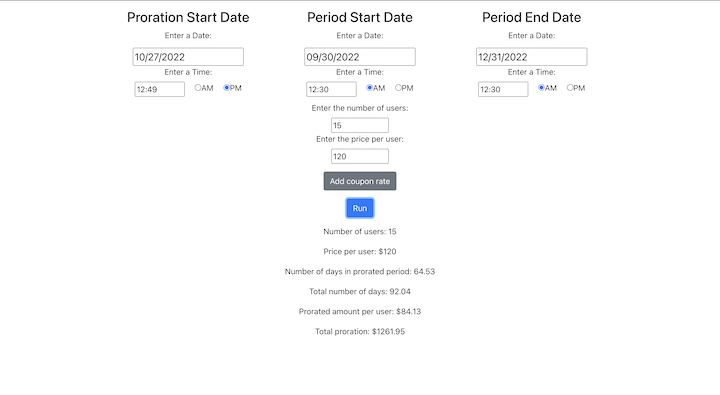 Proration Start Date
Period Start Date
Period End Date
Enter a Date:
Enter a Date:
Enter a Date:
10/27/2022
09/30/2022
12/31/2022
Enter a Time:
Enter a Time:
Enter a Time:
12:49 AM PM
12:30 AM PM
12:30 AM PM
Enter the number of users:
15
Enter the price per user:
120
Add coupon rate
Run
Number of users: 15
Price per user: $120
Number of days in prorated period: 64.53
Total number of days: 92.04
Prorated amount per user: $84.13
Total proration: $1261.95